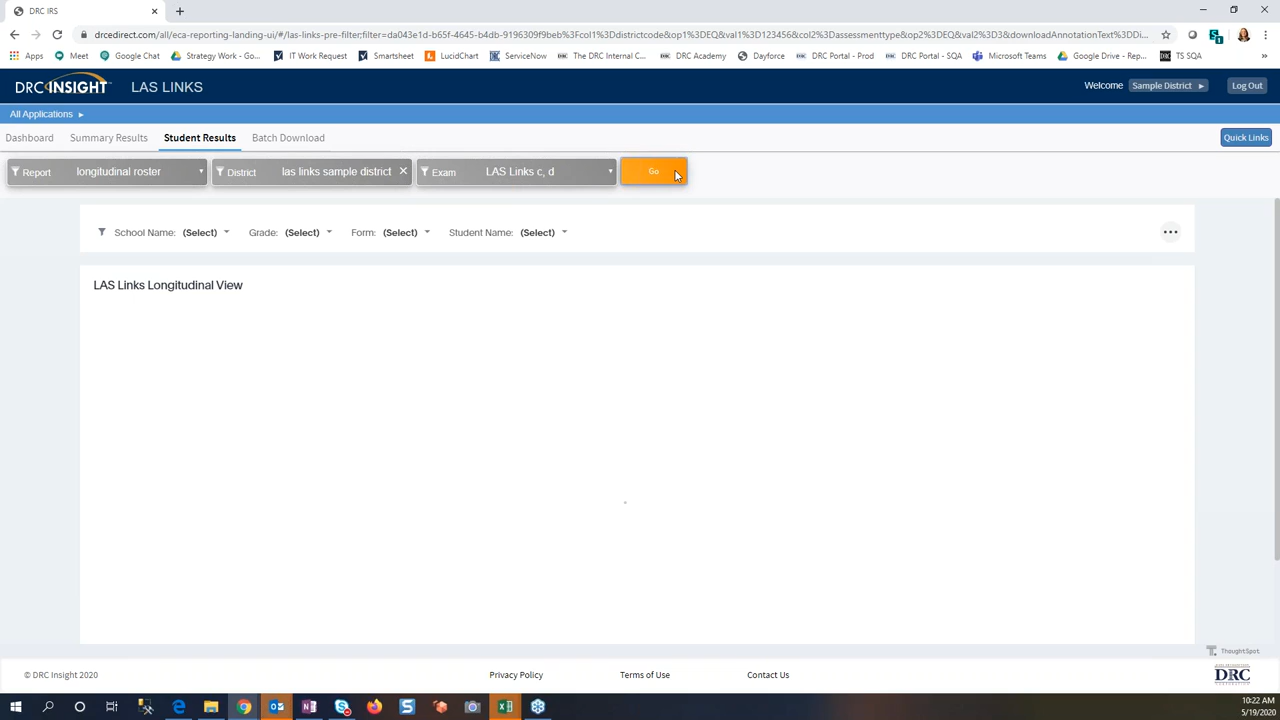 DRC IRS
drcedirect.com/all/eca-reporting-landing-ui/#/las-links-pre-filter;filter=da043e1d-b65f-4645-b4db-9196309f9beb%3Fcol1%3Ddistrictcode&op1%3DEQ&val1%3D123456&col2%3Dassessmenttype&op2%3DEQ&val2%3D3&downloadAnnotationText%3DDi...
Apps Meet Google Chat Strategy Work - Go... IT Work Request Smartsheet LucidChart ServiceNow The DRC Internal C... DRC Academy Dayforce DRC Portal - Prod DRC Portal - SQA Microsoft Teams Google Drive - Rep... TS SQA »
DRC INSIGHT LAS LINKS Welcome Sample District Log Out
All Applications
Dashboard Summary Results Student Results Batch Download Quick Links
Report longitudinal roster District las links sample district Exam LAS Links c, d Go
School Name: (Select) Grade: (Select) Form: (Select) Student Name: (Select)
LAS Links Longitudinal View
ThoughtSpot
© DRC Insight 2020 Privacy Policy Terms of Use Contact Us DRC
10:22 AM
5/19/2020